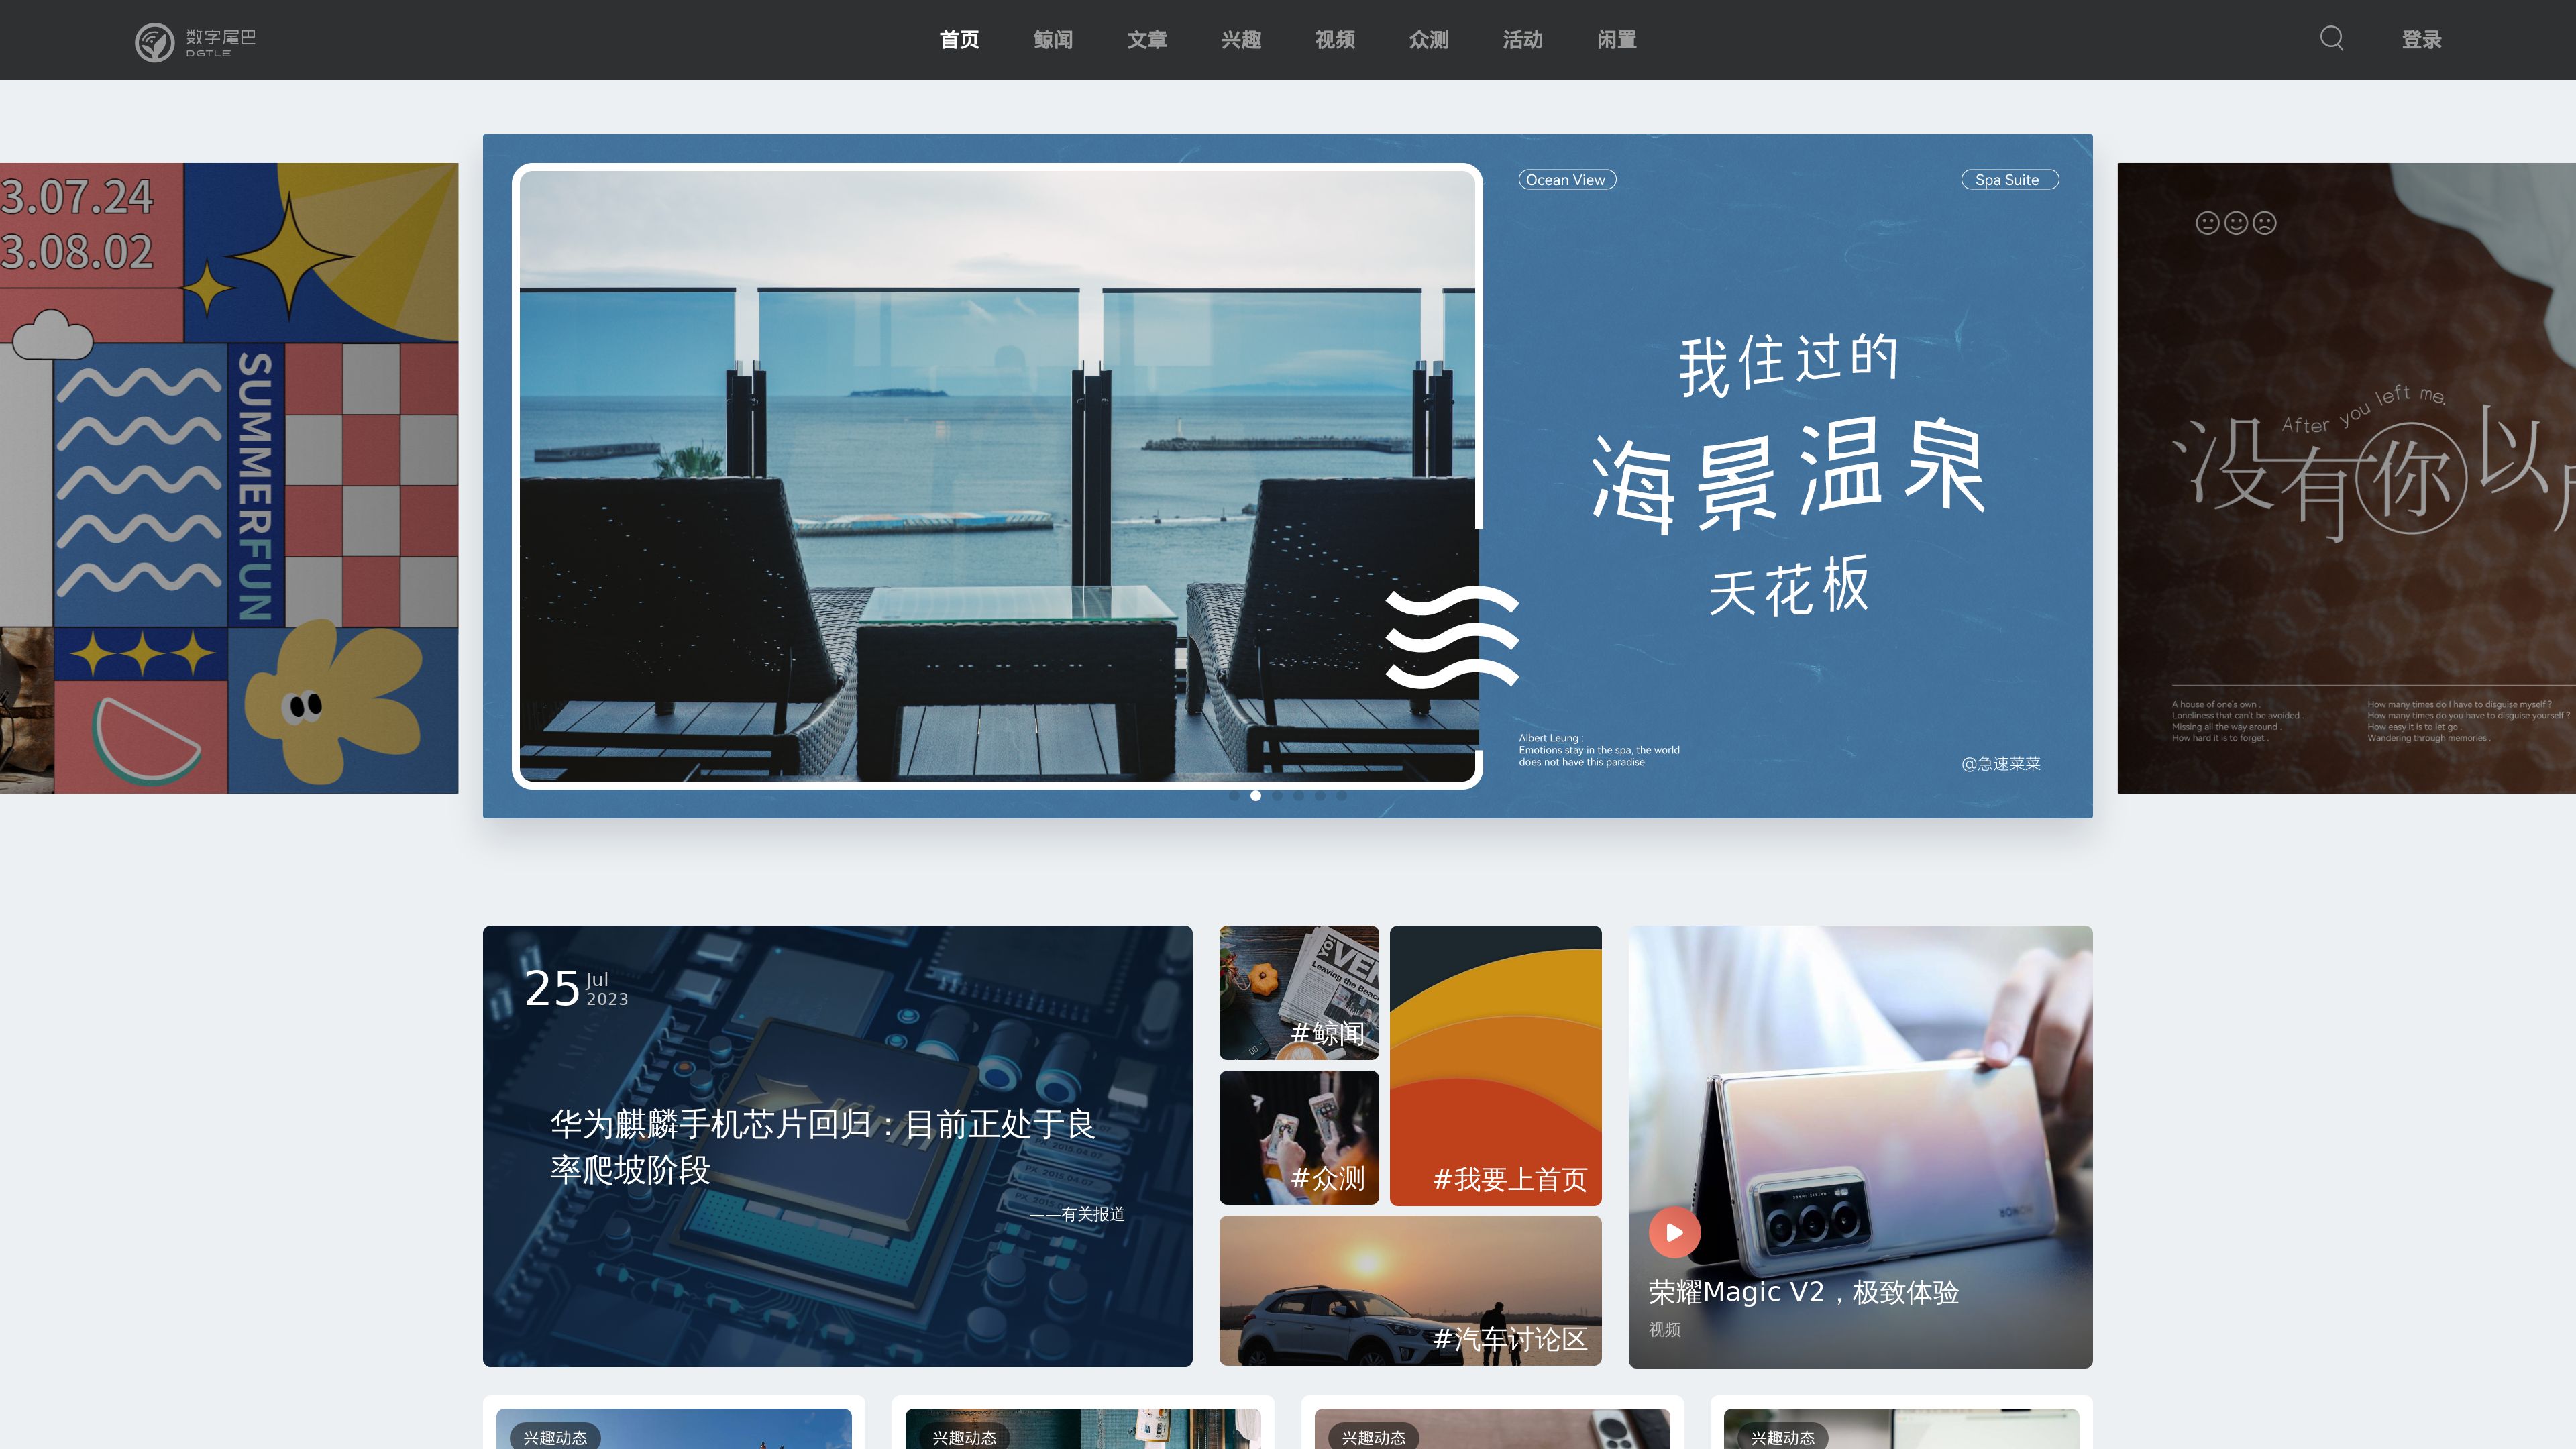 数字尾巴
DGTLE
首页 鲸闻 文章 兴趣 视频 众测 活动 闲置
登录
3.07.24
3.08.02
SUMMERFUN
Ocean View
Spa Suite
我住过的
海景温泉
天花板
Albert Leung :
Emotions stay in the spa, the world
does not have this paradise
@急速菜菜
After you left me.
没有你以
A house of one's own .
Loneliness that can't be avoided .
Missing all the way around .
How hard it is to forget .
How many times do I have to disguise myself ?
How many times do you have to disguise yourself ?
How easy it is to let go .
Wandering through memories .
25 Jul
2023
华为麒麟手机芯片回归：目前正处于良
率爬坡阶段
——有关报道
Leaving the Beac
#鲸闻
#众测
#我要上首页
#汽车讨论区
HONOR
荣耀Magic V2，极致体验
视频
兴趣动态
兴趣动态
兴趣动态
兴趣动态